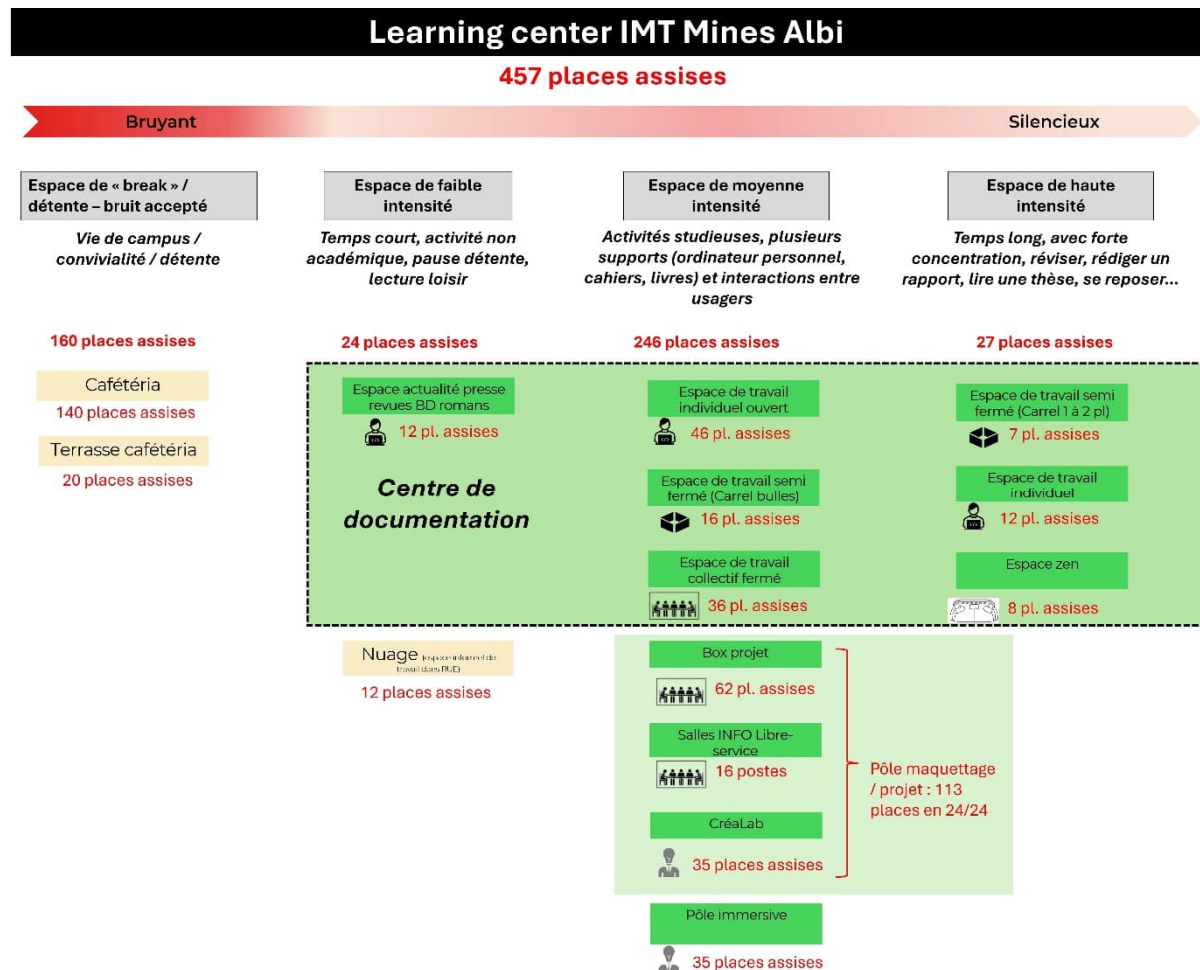 Learning center IMT Mines Albi
457 places assises
Bruyant
Silencieux
Espace de « break » /
détente – bruit accepté
Vie de campus /
convivialité / détente
160 places assises
Cafétéria
140 places assises
Terrasse cafétéria
20 places assises
Espace de faible
intensité
Temps court, activité non
académique, pause détente,
lecture loisir
24 places assises
Espace actualité presse
revues BD romans
12 pl. assises
Centre de
documentation
Nuage (espace informel de
travail dans RUE)
12 places assises
Espace de moyenne
intensité
Activités studieuses, plusieurs
supports (ordinateur personnel,
cahiers, livres) et interactions entre
usagers
246 places assises
Espace de travail
individuel ouvert
46 pl. assises
Espace de travail semi
fermé (Carrel bulles)
16 pl. assises
Espace de travail
collectif fermé
36 pl. assises
Box projet
62 pl. assises
Salles INFO Libre-
service
16 postes
CréaLab
35 places assises
Pôle maquettage
/ projet : 113
places en 24/24
Pôle immersive
35 places assises
Espace de haute
intensité
Temps long, avec forte
concentration, réviser, rédiger un
rapport, lire une thèse, se reposer...
27 places assises
Espace de travail semi
fermé (Carrel 1 à 2 pl)
7 pl. assises
Espace de travail
individuel
12 pl. assises
Espace zen
8 pl. assises